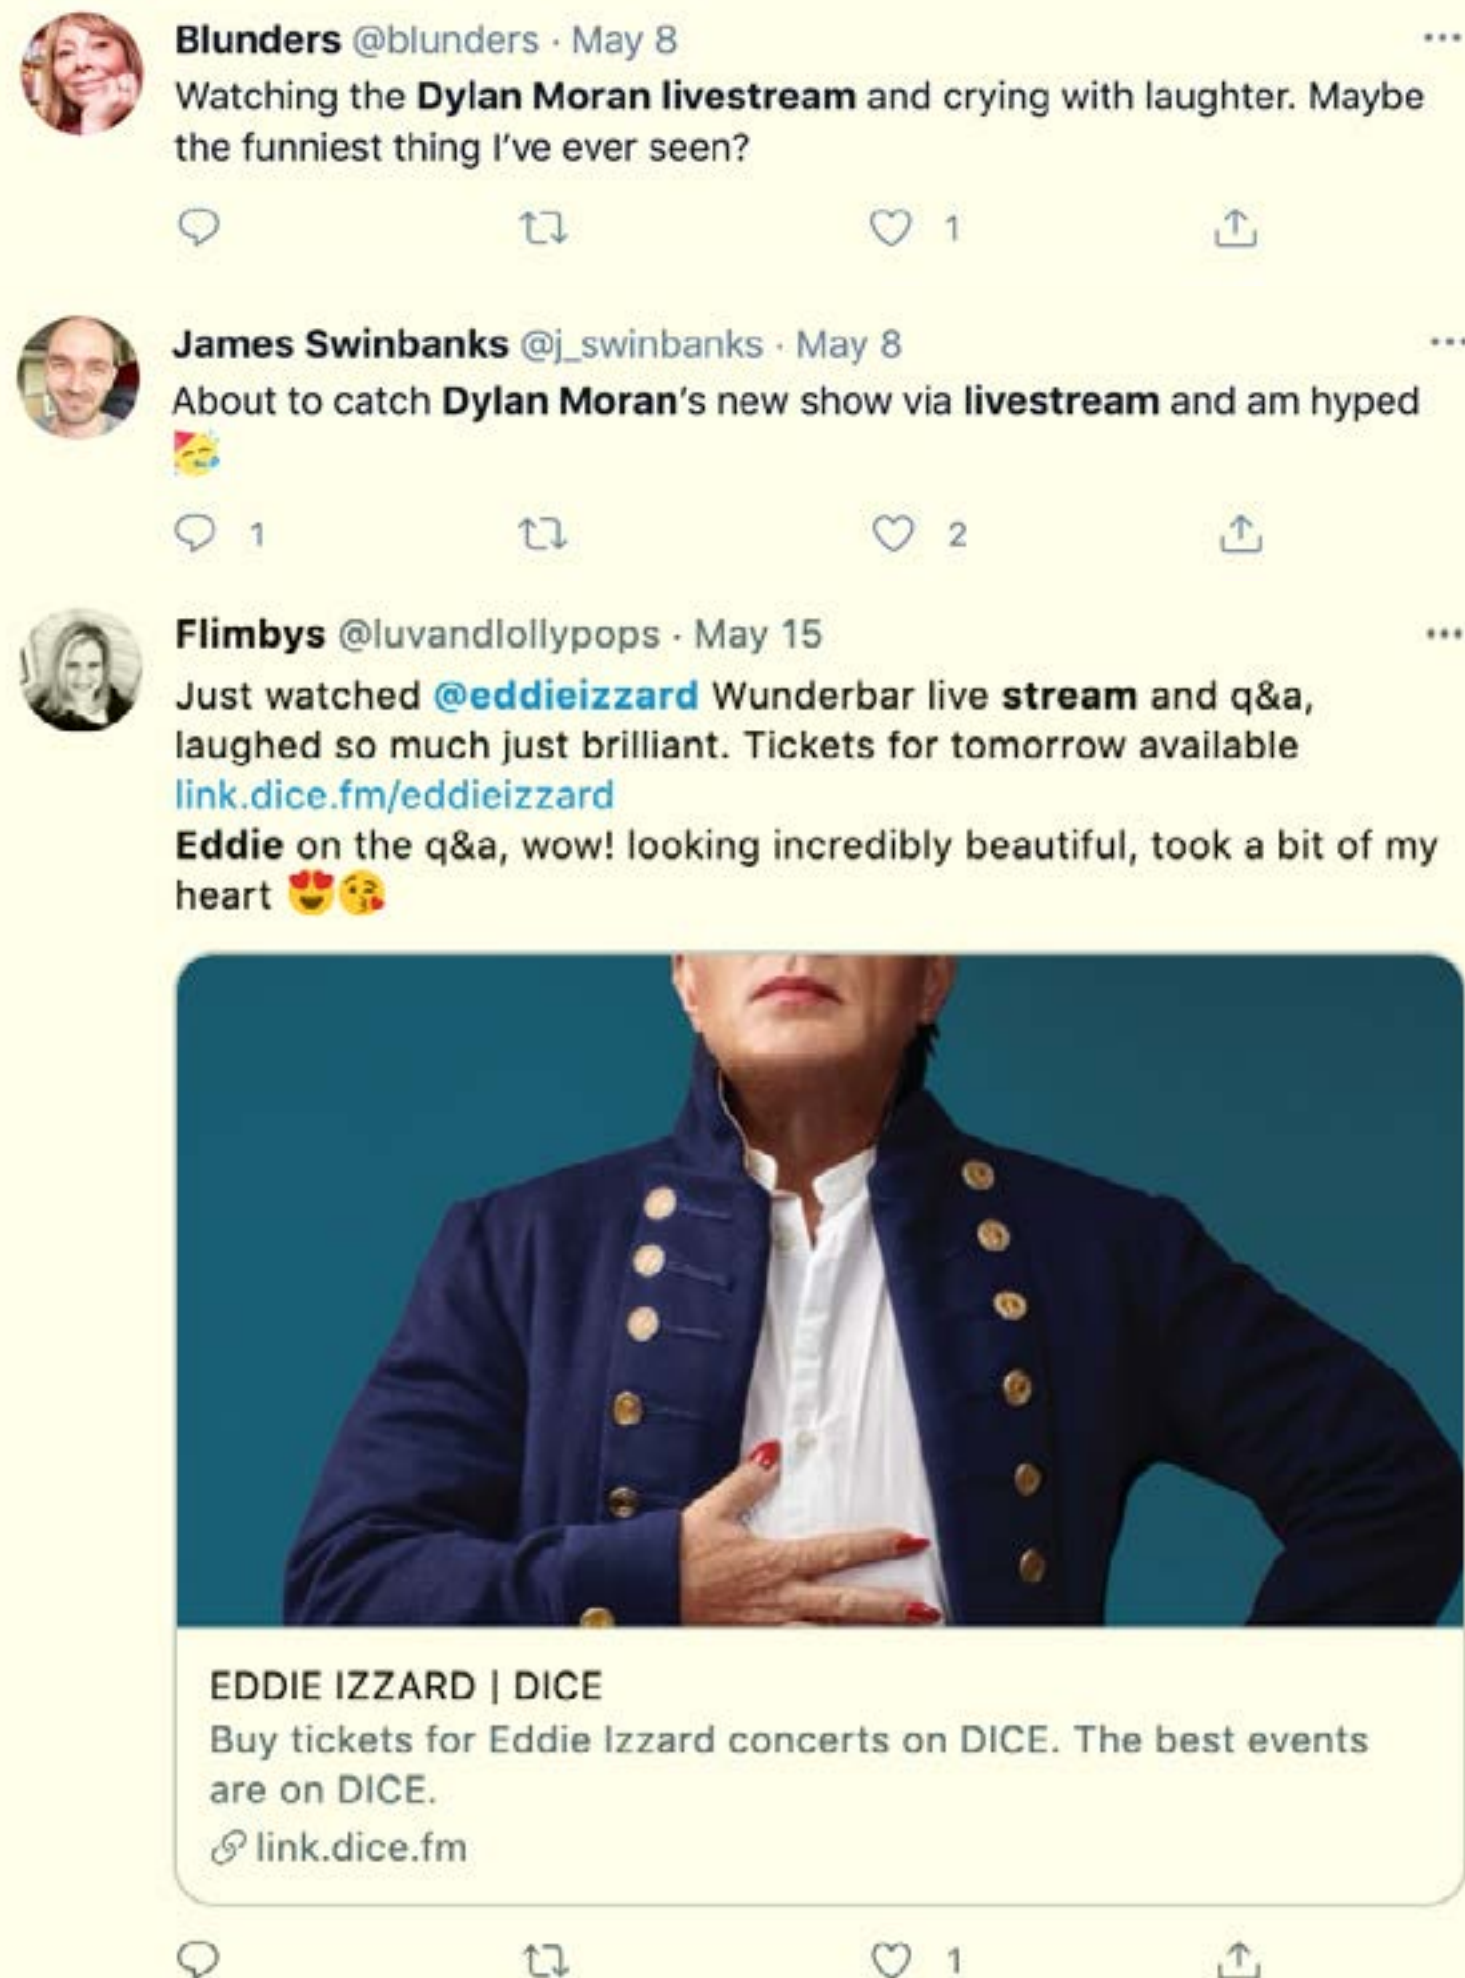 Blunders @blunders · May 8
Watching the Dylan Moran livestream and crying with laughter. Maybe
the funniest thing I've ever seen?
1
James Swinbanks @j_swinbanks · May 8
About to catch Dylan Moran's new show via livestream and am hyped
🥳
1 2
Flimbys @luvandlollypops · May 15
Just watched @eddieizzard Wunderbar live stream and q&a,
laughed so much just brilliant. Tickets for tomorrow available
link.dice.fm/eddieizzard
Eddie on the q&a, wow! looking incredibly beautiful, took a bit of my
heart 😍😘
EDDIE IZZARD | DICE
Buy tickets for Eddie Izzard concerts on DICE. The best events
are on DICE.
link.dice.fm
1